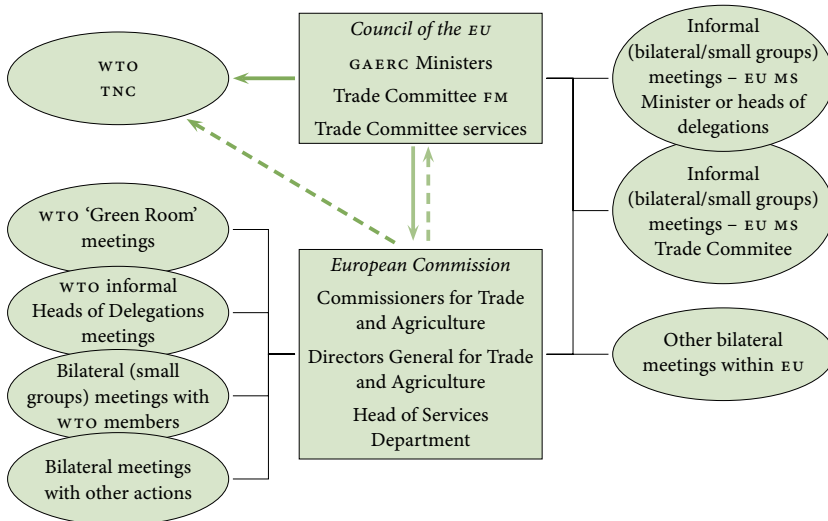 WTO
TNC
Council of the EU
GAERC Ministers
Trade Committee FM
Trade Committee services
Informal
(bilateral/small groups)
meetings – EU MS
Minister or heads of
delegations
Informal
(bilateral/small groups)
meetings – EU MS
Trade Commitee
WTO ‘Green Room’
meetings
WTO informal
Heads of Delegations
meetings
Bilateral (small
groups) meetings with
WTO members
Bilateral meetings
with other actions
European Commission
Commissioners for Trade
and Agriculture
Directors General for Trade
and Agriculture
Head of Services
Department
Other bilateral
meetings within EU